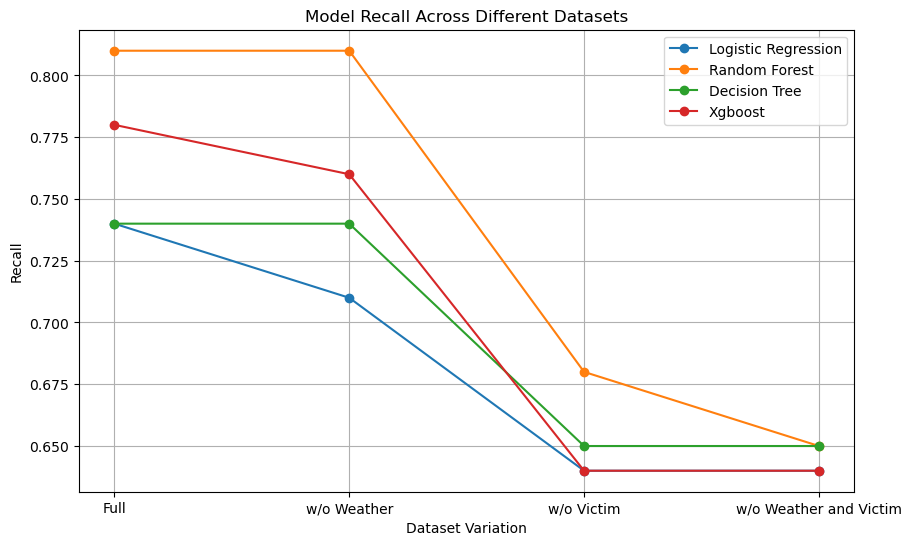 Model Recall Across Different Datasets
Logistic Regression
Random Forest
Decision Tree
Xgboost
0.800
0.775
0.750
0.725
0.700
0.675
0.650
Recall
Full
w/o Weather
w/o Victim
w/o Weather and Victim
Dataset Variation